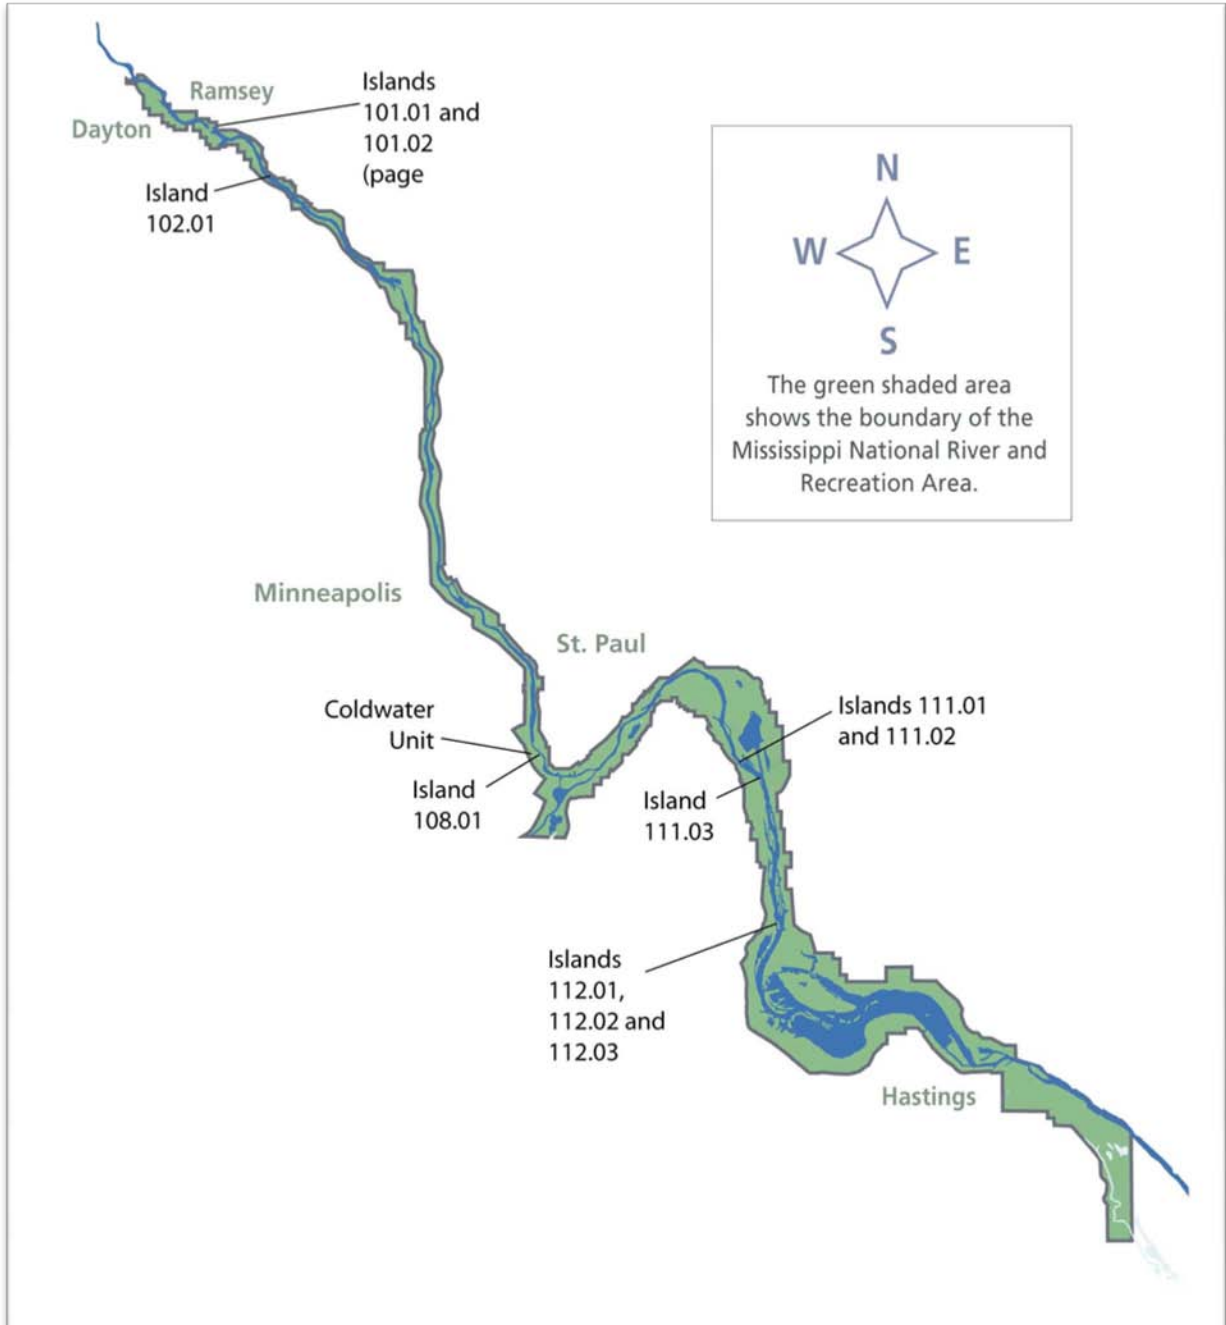 Ramsey
Dayton
Islands
101.01 and
101.02
(page
Island
102.01
N
W E
S
The green shaded area
shows the boundary of the
Mississippi National River and
Recreation Area.
Minneapolis
St. Paul
Coldwater
Unit
Island
108.01
Islands 111.01
and 111.02
Island
111.03
Islands
112.01,
112.02 and
112.03
Hastings